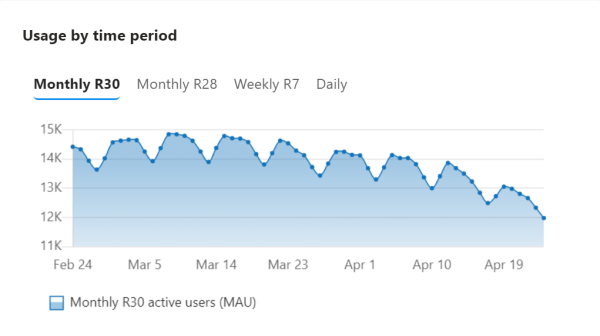 Usage by time period
Monthly R30 Monthly R28 Weekly R7 Daily
15K
14K
13K
12K
11K
Feb 24 Mar 5 Mar 14 Mar 23 Apr 1 Apr 10 Apr 19
Monthly R30 active users (MAU)